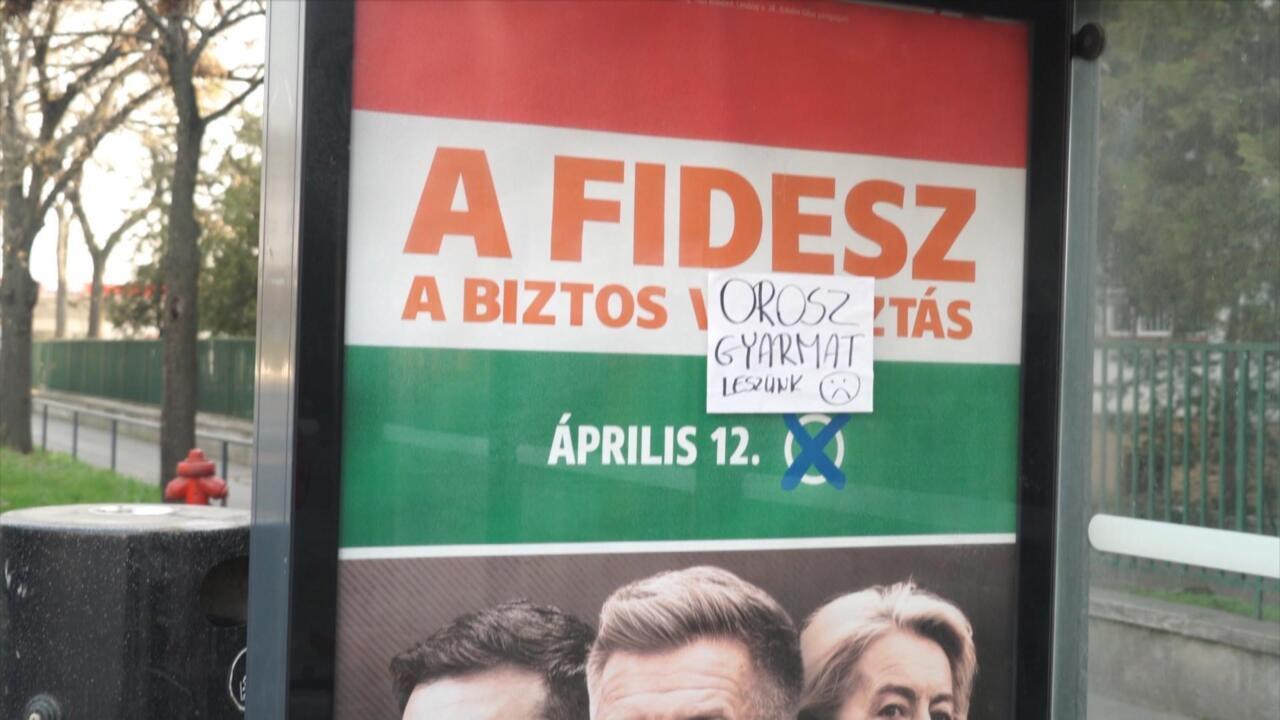 A FIDESZ
A BIZTOS
ZTÁS
OROSZ
GYARMAT
LESZÜNK
ÁPRILIS 12.